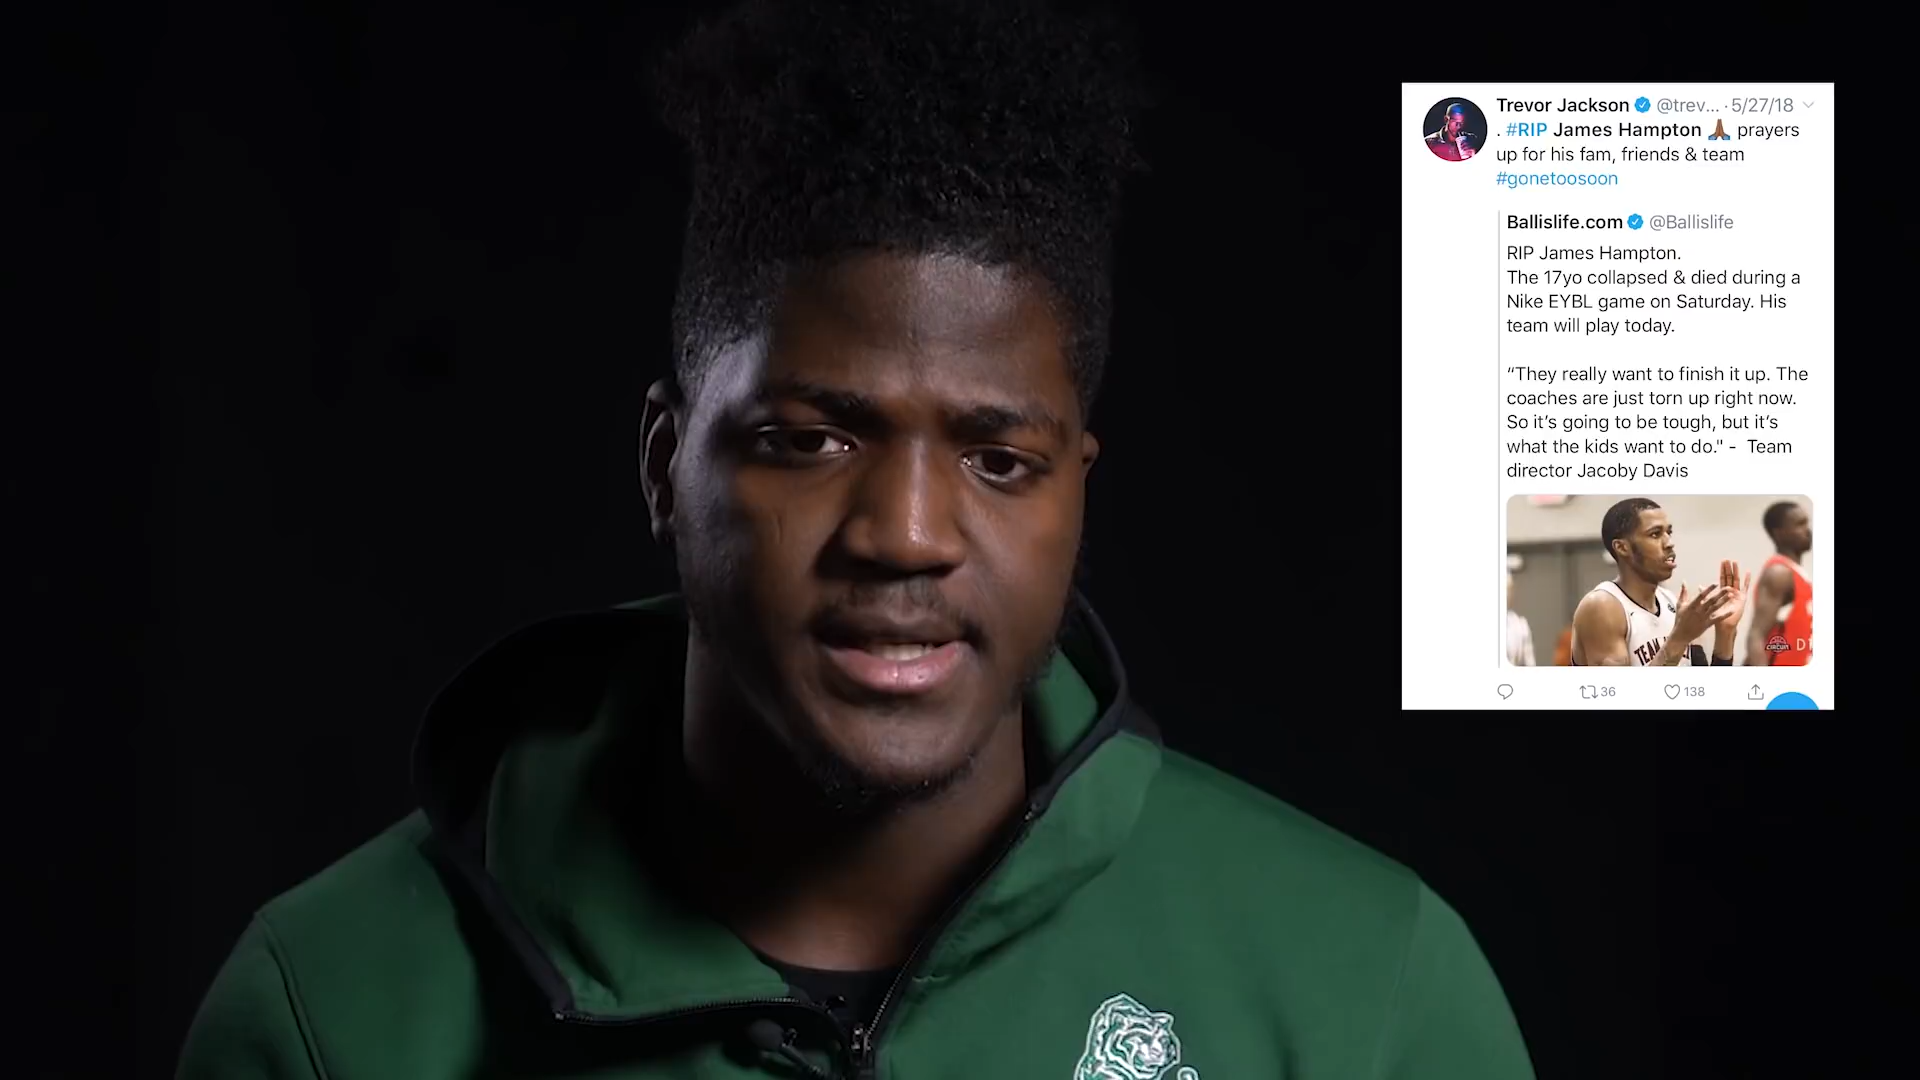 Trevor Jackson @trev... · 5/27/18
. #RIP James Hampton 🙏🏾 prayers
up for his fam, friends & team
#gonetoosoon
Ballislife.com @Ballislife
RIP James Hampton.
The 17yo collapsed & died during a
Nike EYBL game on Saturday. His
team will play today.
“They really want to finish it up. The
coaches are just torn up right now.
So it’s going to be tough, but it’s
what the kids want to do." - Team
director Jacoby Davis
TEAM
CIRCUIT
D
36
138